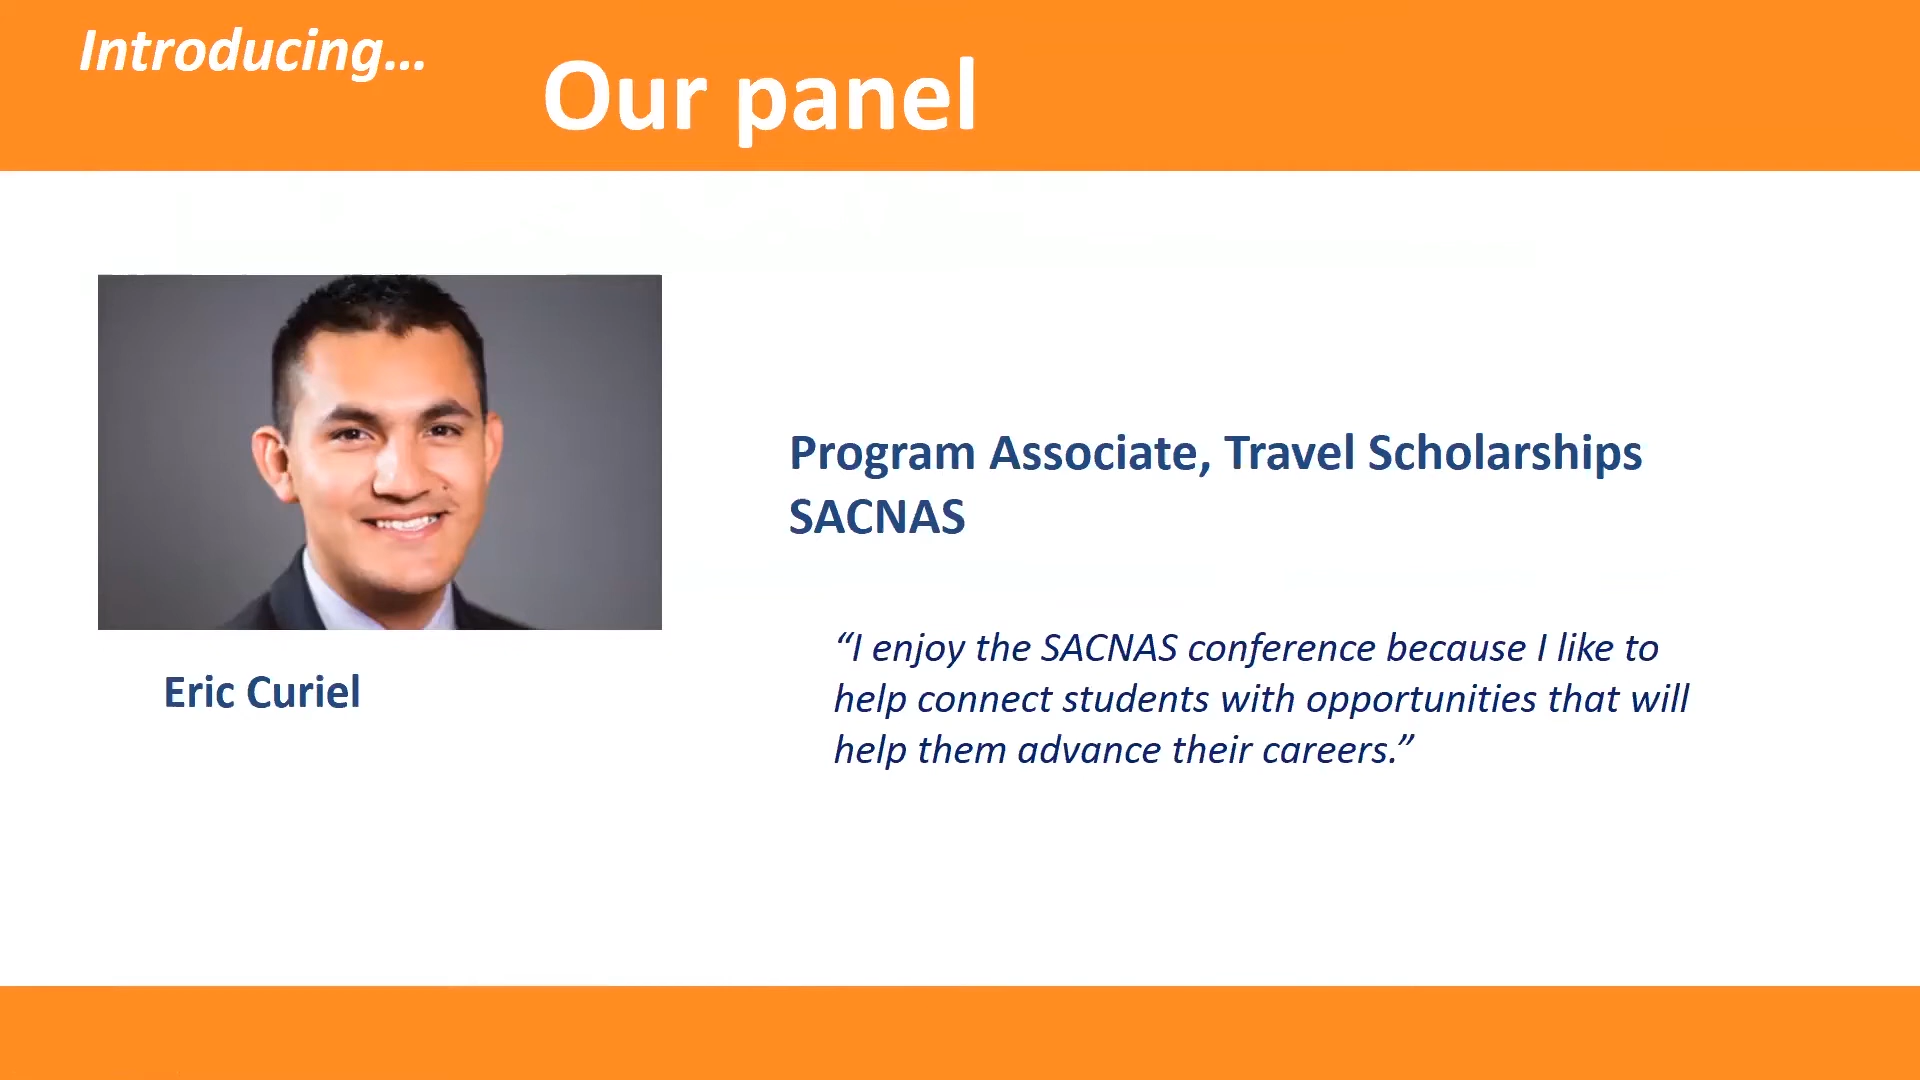 Introducing...
Our panel
Program Associate, Travel Scholarships
SACNAS
“I enjoy the SACNAS conference because I like to
help connect students with opportunities that will
help them advance their careers.”
Eric Curiel